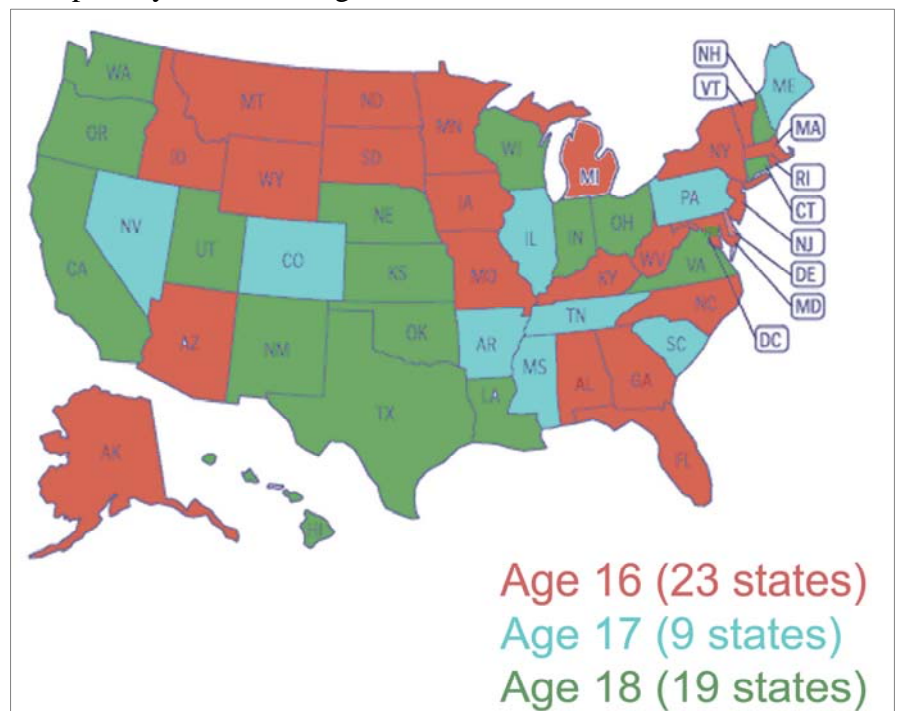 NH
VT
ME
WA
MT
ND
MN
MA
OR
ID
SD
WI
NY
WY
MI
RI
IA
PA
CT
NV
NE
IL
IN
OH
NJ
UT
CO
WV
CA
KS
MO
KY
VA
DE
NC
MD
TN
AZ
NM
OK
AR
SC
DC
MS
AL
GA
LA
TX
AK
FL
HI
Age 16 (23 states)
Age 17 (9 states)
Age 18 (19 states)